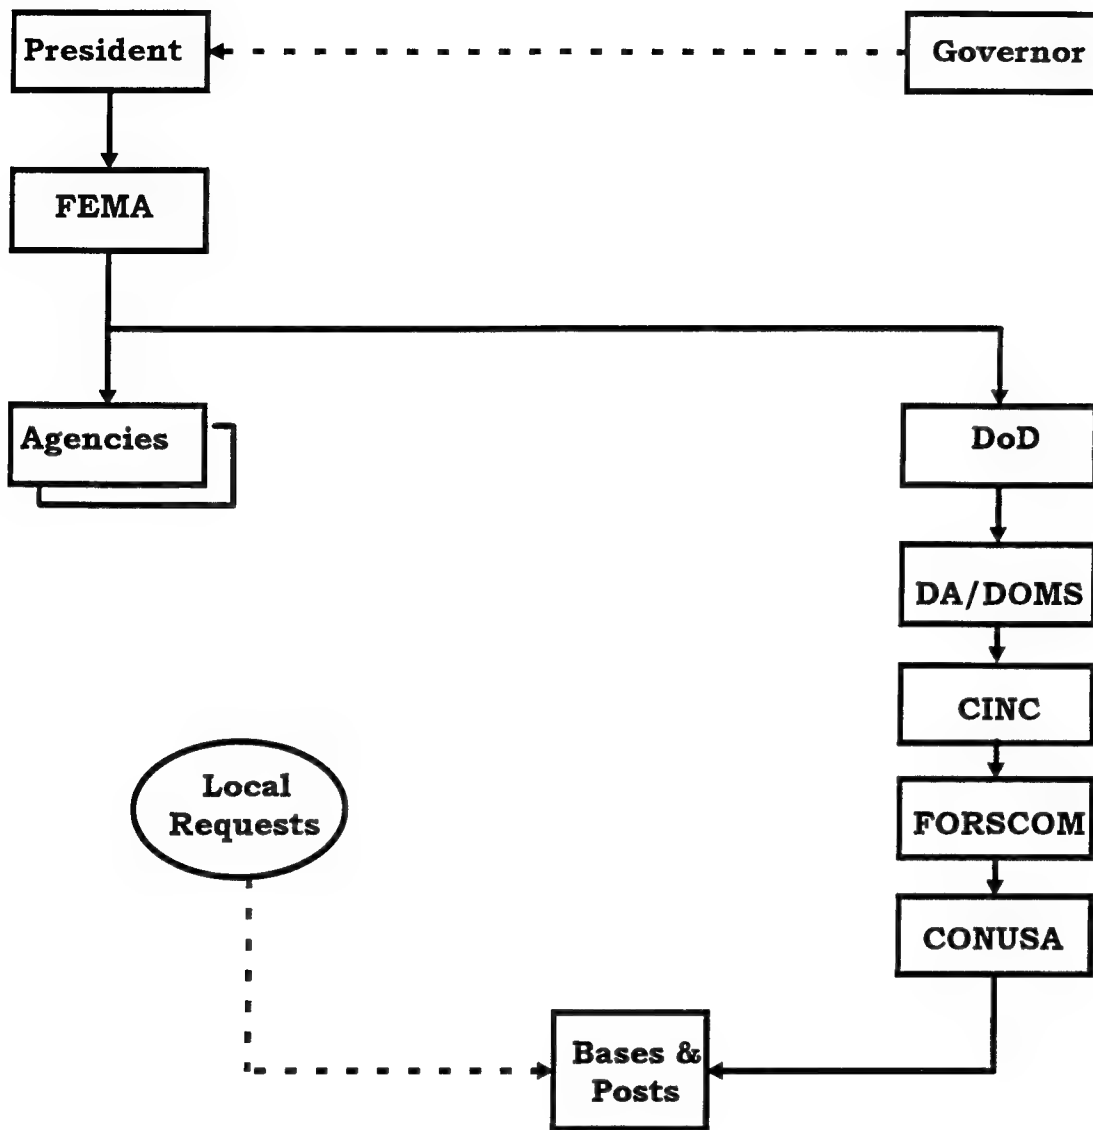 President
Governor
FEMA
Agencies
DoD
DA/DOMS
CINC
Local
Requests
FORSCOM
CONUSA
Bases &
Posts